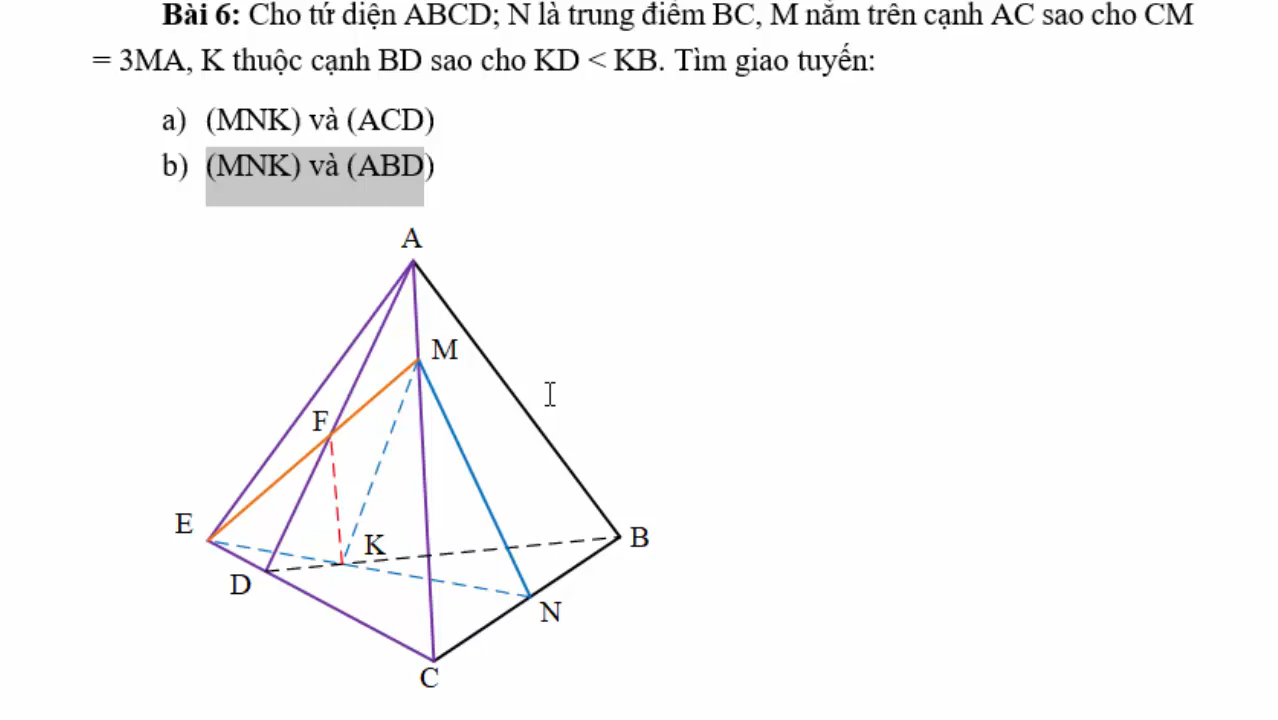 Bài 6: Cho tứ diện ABCD; N là trung điểm BC, M nằm trên cạnh AC sao cho CM
= 3MA, K thuộc cạnh BD sao cho KD < KB. Tìm giao tuyến:
a) (MNK) và (ACD)
b) (MNK) và (ABD)
A
M
F
E
K
B
D
N
C